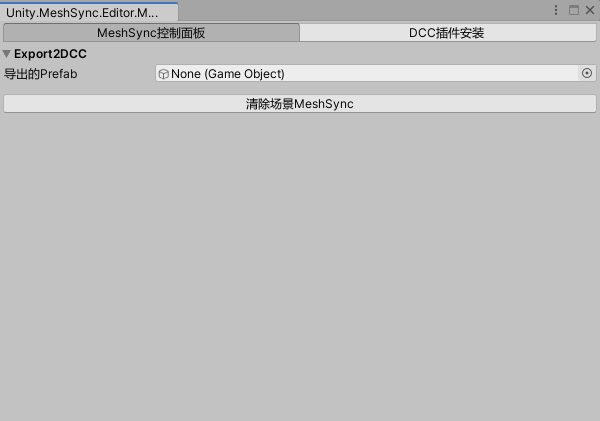 Unity.MeshSync.Editor.M...
MeshSync控制面板 DCC插件安装
Export2DCC
导出的Prefab None (Game Object)
清除场景MeshSync